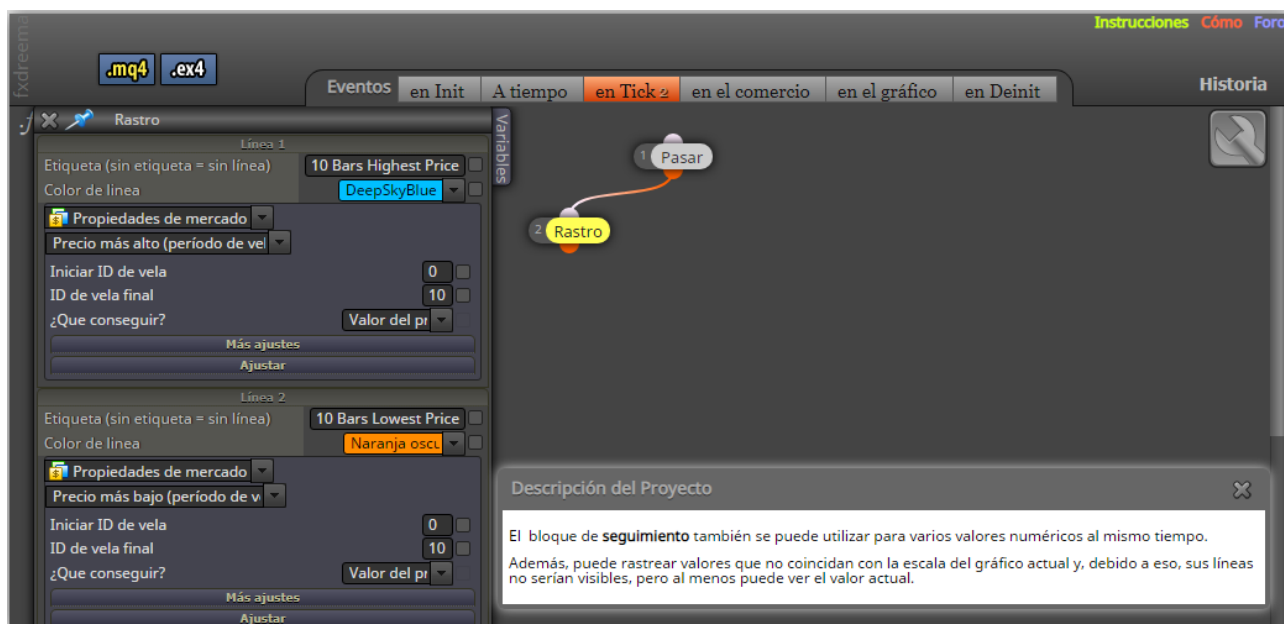 Instrucciones Cómo Foro
fxdreema
.mq4 .ex4
Eventos en Init A tiempo en Tick 2 en el comercio en el gráfico en Deinit
Historia
Rastro
Variables
Línea 1
Etiqueta (sin etiqueta = sin línea) 10 Bars Highest Price
Color de linea DeepSkyBlue
Propiedades de mercado
Precio más alto (período de vel
Iniciar ID de vela 0
ID de vela final 10
¿Que conseguir? Valor del pr
Más ajustes
Ajustar
Línea 2
Etiqueta (sin etiqueta = sin línea) 10 Bars Lowest Price
Color de linea Naranja oscu
Propiedades de mercado
Precio más bajo (período de v
Iniciar ID de vela 0
ID de vela final 10
¿Que conseguir? Valor del pr
Más ajustes
Ajustar
1 Pasar
2 Rastro
Descripción del Proyecto
El bloque de seguimiento también se puede utilizar para varios valores numéricos al mismo tiempo.
Además, puede rastrear valores que no coincidan con la escala del gráfico actual y, debido a eso, sus líneas
no serían visibles, pero al menos puede ver el valor actual.